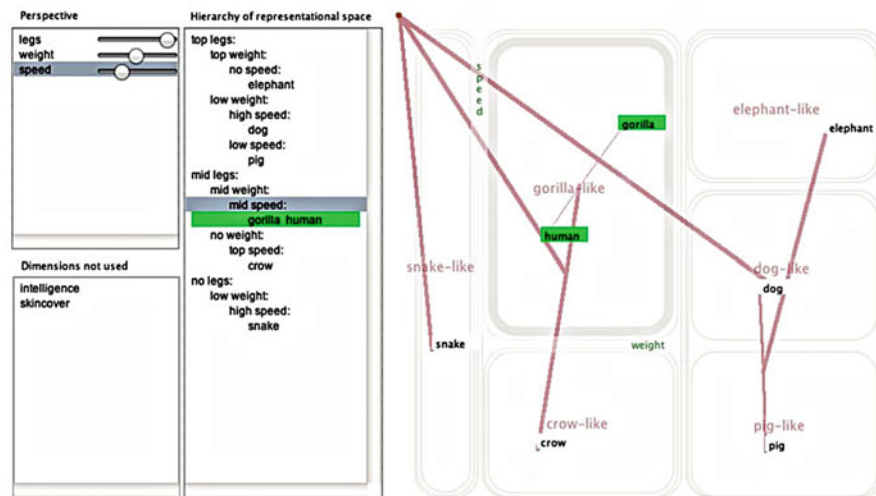 Perspective
legs
weight
speed
Dimensions not used
intelligence
skincover
Hierarchy of representational space
top legs:
top weight:
no speed:
elephant
low weight:
high speed:
dog
low speed:
pig
mid legs:
mid weight:
mid speed:
gorilla human
no weight:
top speed:
crow
no legs:
low weight:
high speed:
snake
speed
gorilla
elephant-like
elephant
gorilla-like
human
snake-like
dog-like
dog
snake
weight
crow-like
crow
pig-like
pig